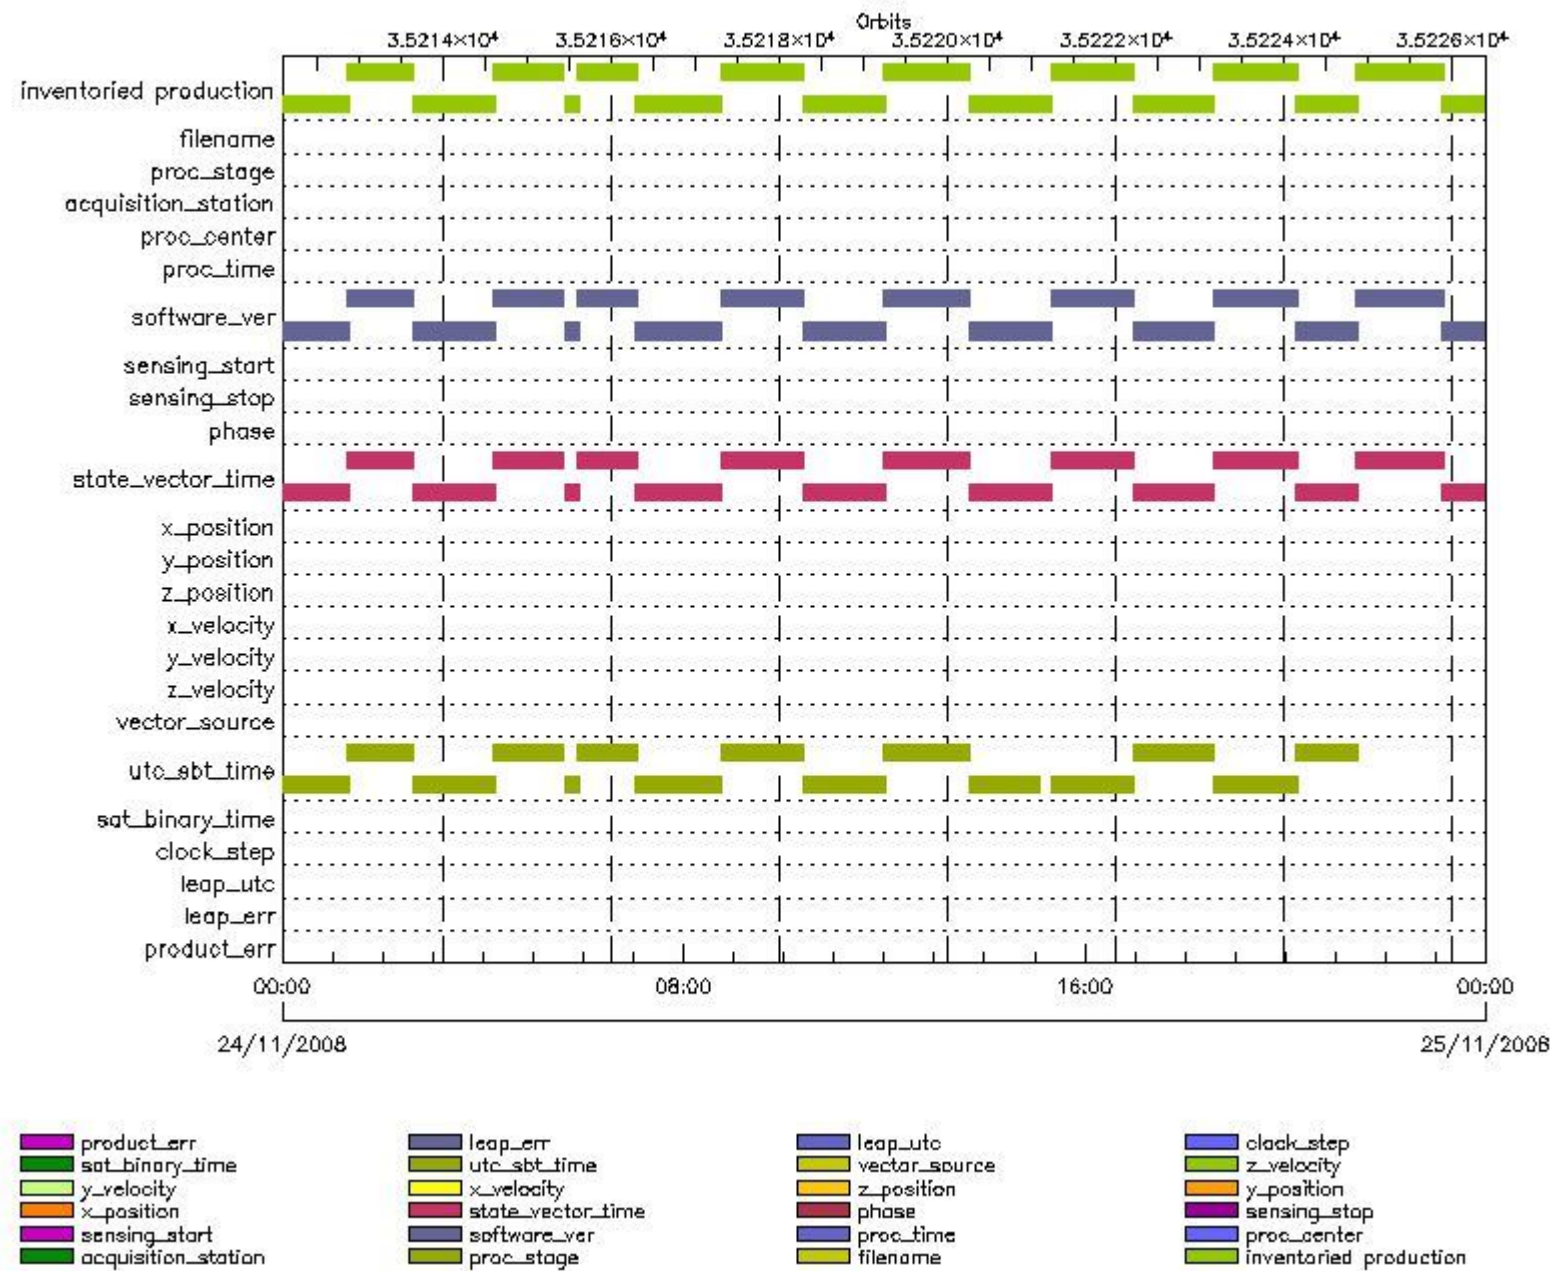 Orbits
3.5214×10⁴ 3.5216×10⁴ 3.5218×10⁴ 3.5220×10⁴ 3.5222×10⁴ 3.5224×10⁴ 3.5226×10⁴
inventoried production
filename
proc_stage
acquisition_station
proc_center
proc_time
software_ver
sensing_start
sensing_stop
phase
state_vector_time
x_position
y_position
z_position
x_velocity
y_velocity
z_velocity
vector_source
utc_sbt_time
sat_binary_time
clock_step
leap_utc
leap_err
product_err
00:00 08:00 16:00 00:00
24/11/2008 25/11/2008
product_err leap_err leap_utc clock_step
sat_binary_time utc_sbt_time vector_source z_velocity
y_velocity x_velocity z_position y_position
x_position state_vector_time phase sensing_stop
sensing_start software_ver proc_time proc_center
acquisition_station proc_stage filename inventoried production